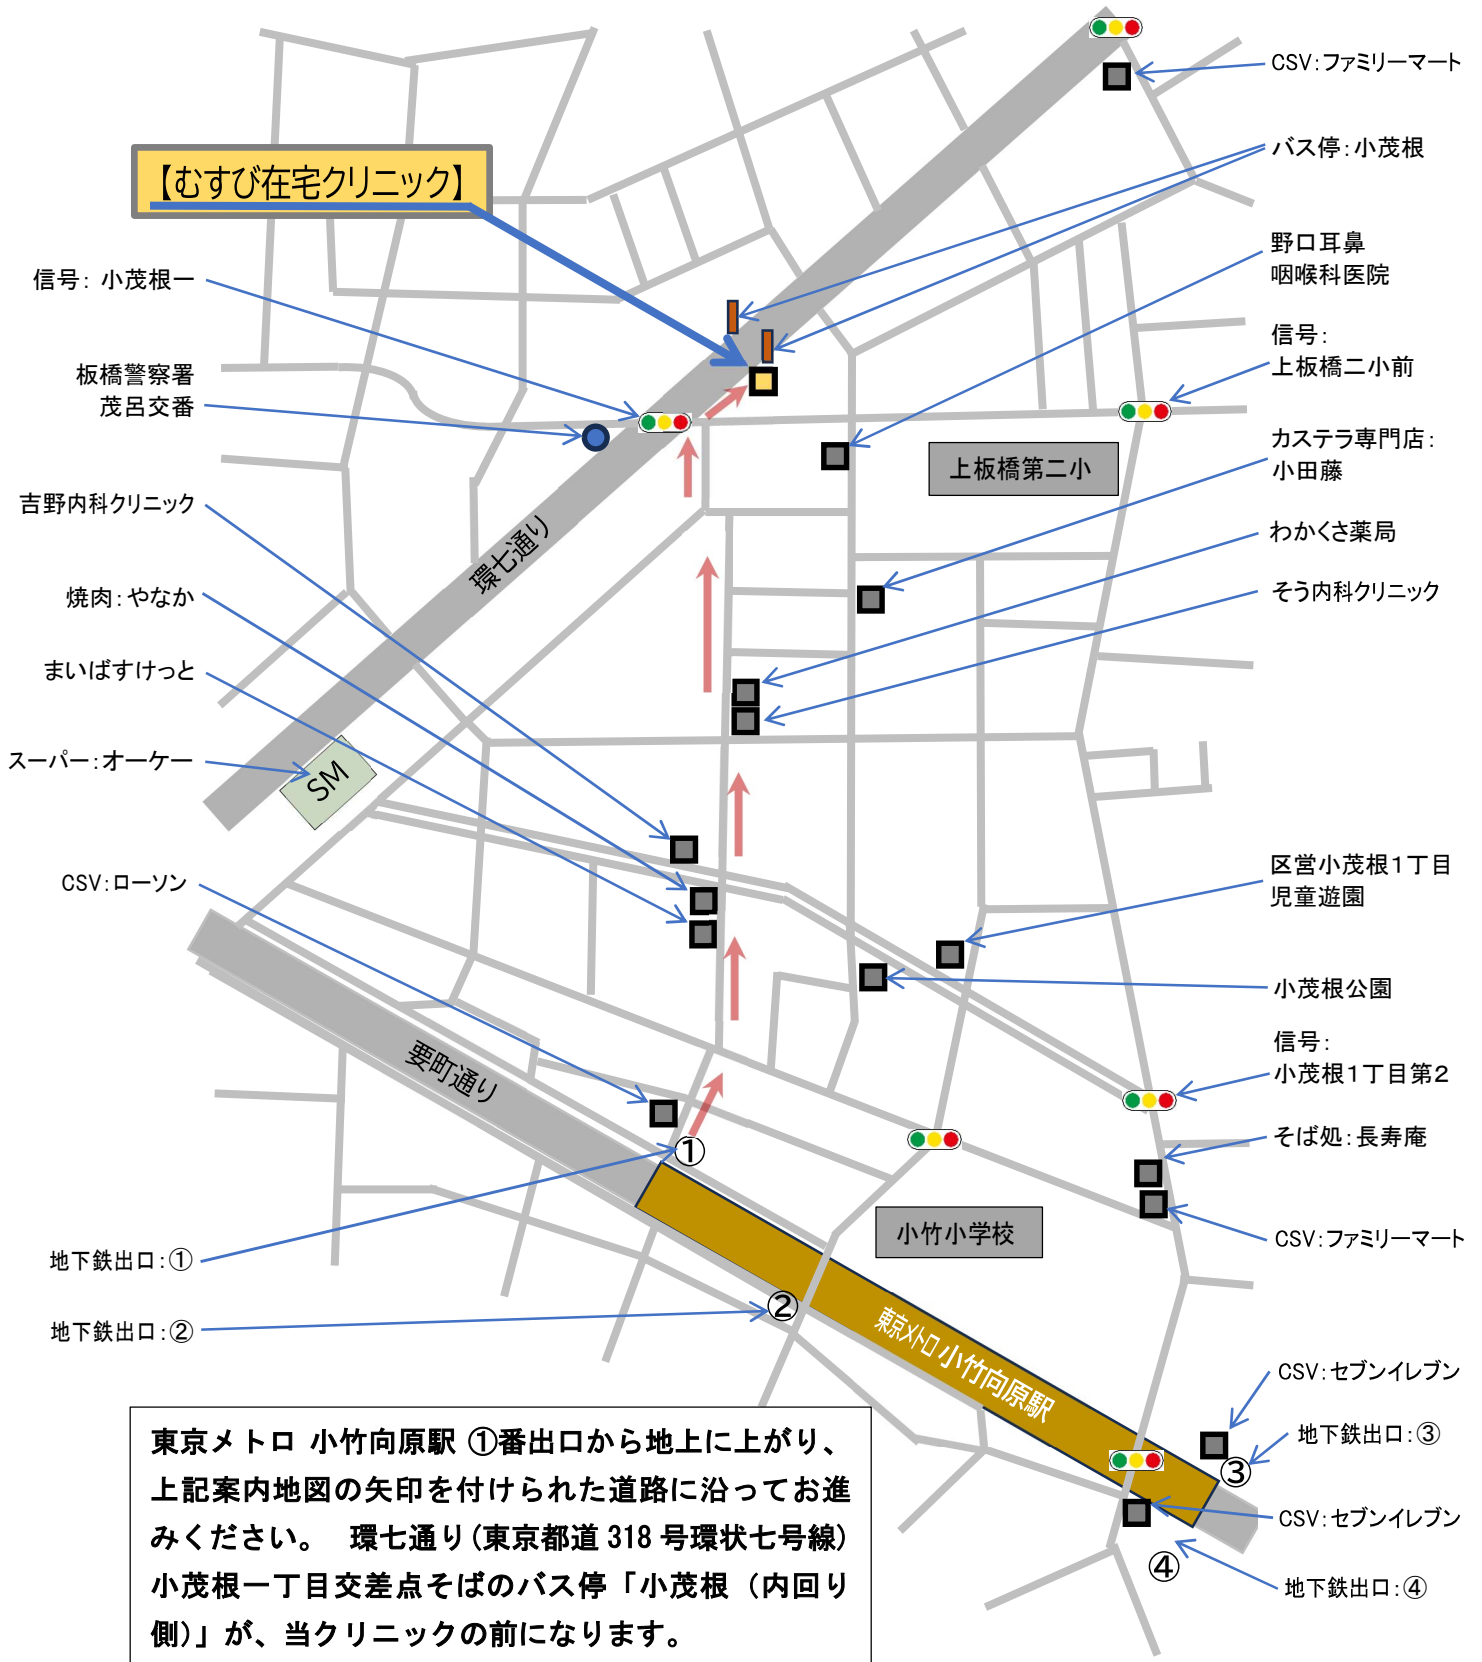 CSV:ファミリーマート
バス停:小茂根
【むすび在宅クリニック】
野口耳鼻
咽喉科医院
信号: 小茂根一
信号:
上板橋二小前
板橋警察署
茂呂交番
カステラ専門店:
小田藤
上板橋第二小
吉野内科クリニック
わかくさ薬局
環七通り
焼肉:やなか
そう内科クリニック
まいばすけっと
スーパー:オーケー
SM
CSV:ローソン
区営小茂根1丁目
児童遊園
小茂根公園
要町通り
信号:
小茂根1丁目第2
そば処:長寿庵
①
小竹小学校
CSV:ファミリーマート
地下鉄出口:①
②
地下鉄出口:②
東京メトロ 小竹向原駅
CSV:セブンイレブン
地下鉄出口:③
③
CSV:セブンイレブン
④
地下鉄出口:④
東京メトロ 小竹向原駅 ①番出口から地上に上がり、
上記案内地図の矢印を付けられた道路に沿ってお進
みください。 環七通り(東京都道 318 号環状七号線)
小茂根一丁目交差点そばのバス停「小茂根(内回り
側)」が、当クリニックの前になります。